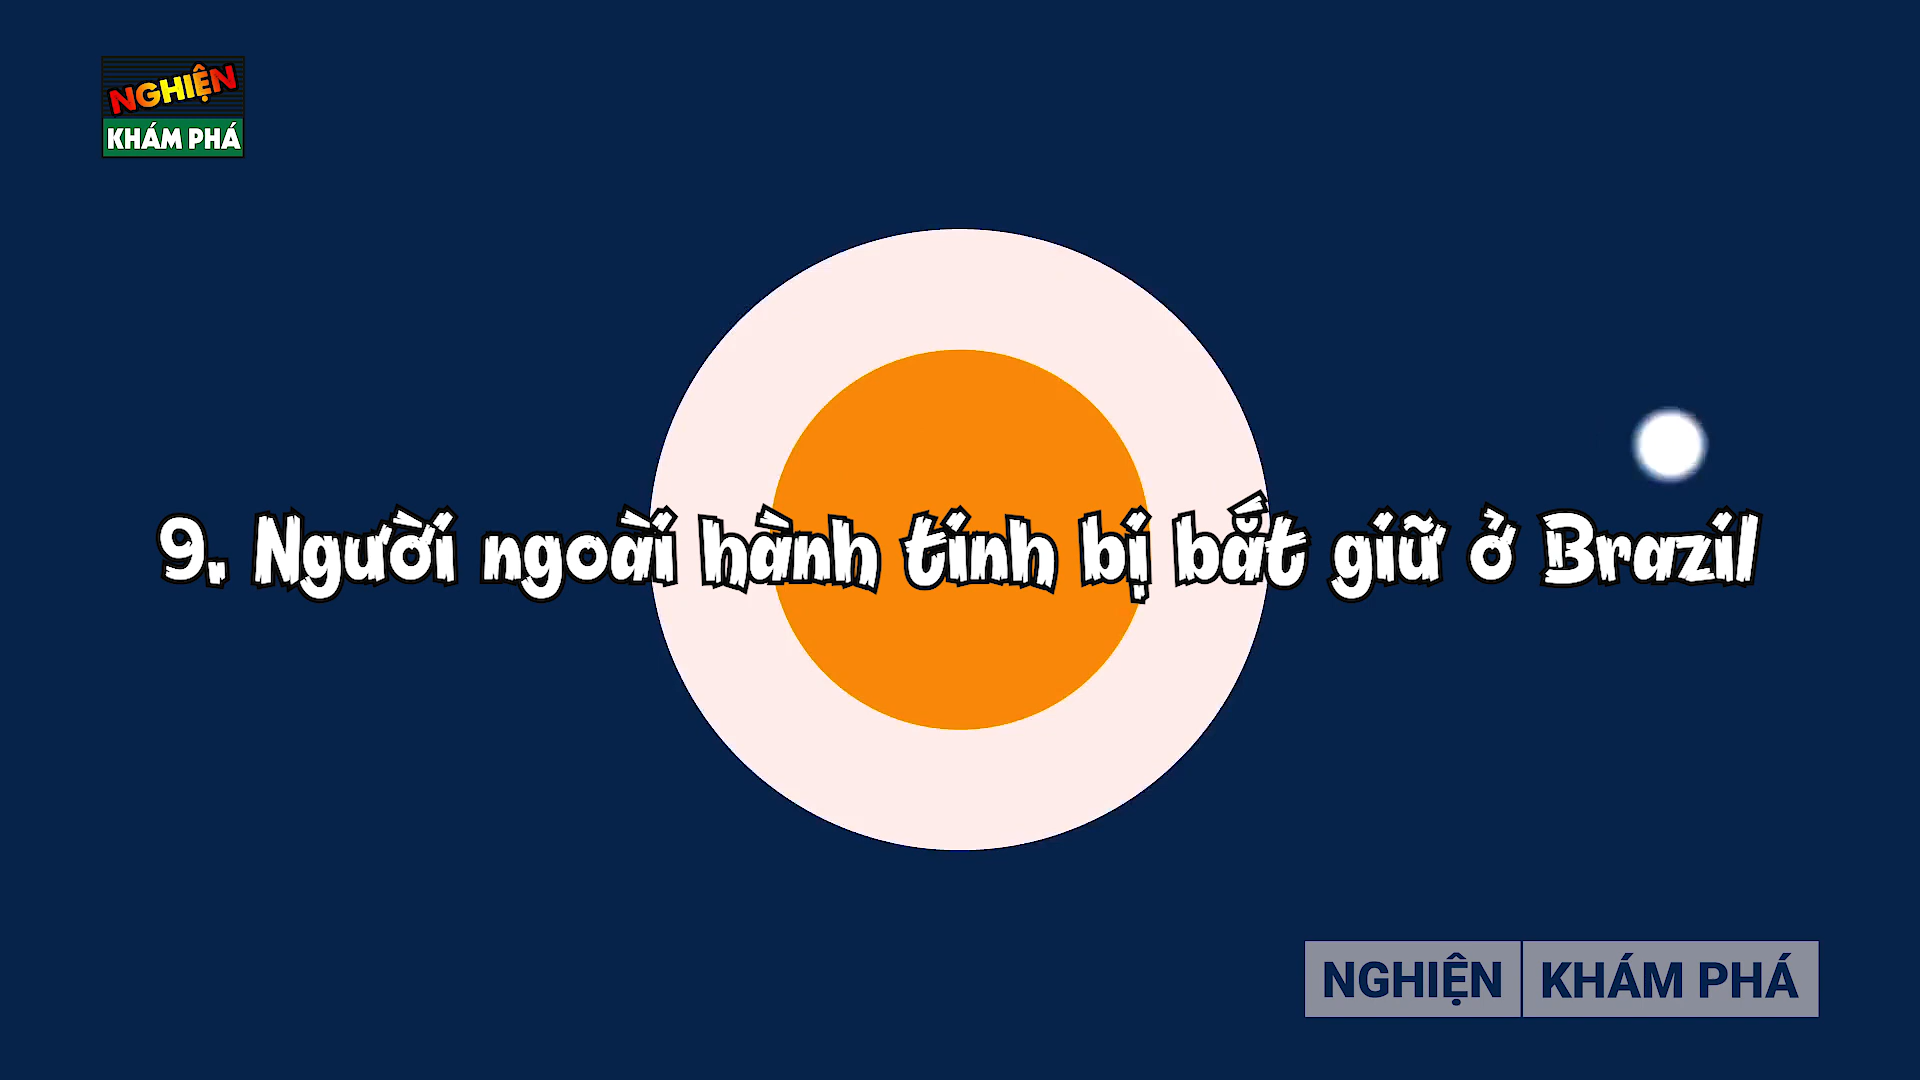 NGHIỆN
KHÁM PHÁ
9. Người ngoài hành tinh bị bắt giữ ở Brazil
NGHIỆN KHÁM PHÁ